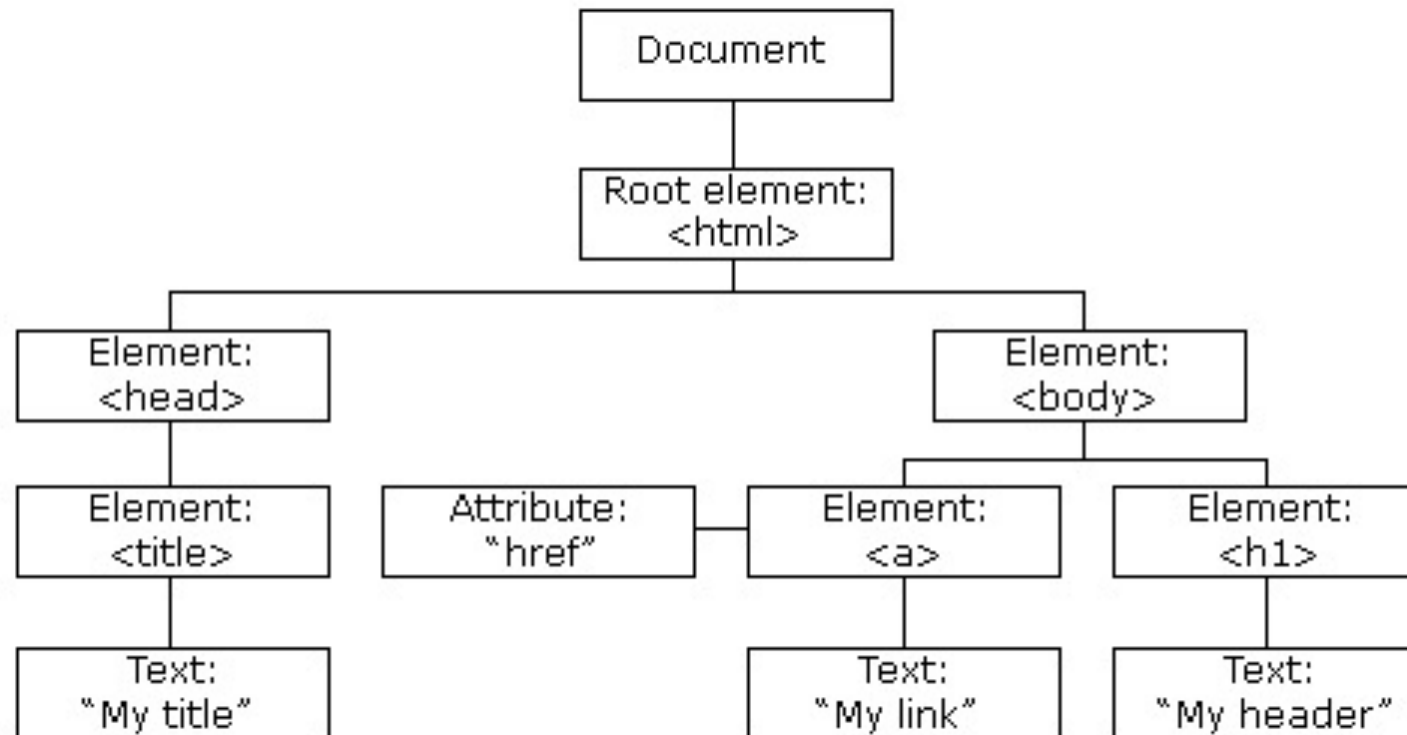 Document
Root element:
<html>
Element:
<head>
Element:
<body>
Element:
<title>
Attribute:
“href”
Element:
<a>
Element:
<h1>
Text:
“My title”
Text:
“My link”
Text:
“My header”